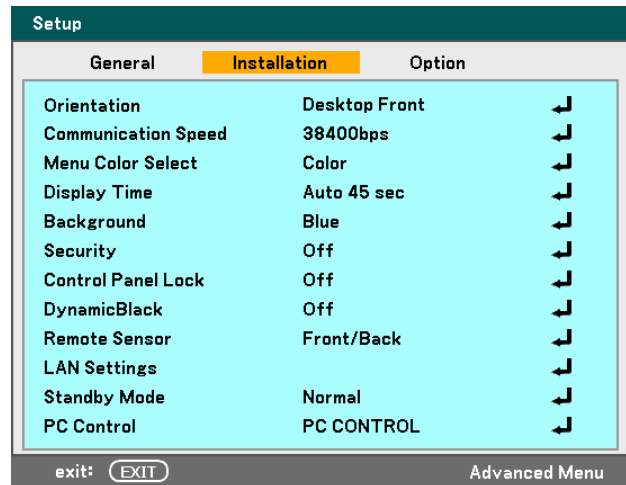 Setup
General Installation Option
Orientation Desktop Front
Communication Speed 38400bps
Menu Color Select Color
Display Time Auto 45 sec
Background Blue
Security Off
Control Panel Lock Off
DynamicBlack Off
Remote Sensor Front/Back
LAN Settings
Standby Mode Normal
PC Control PC CONTROL
exit: EXIT Advanced Menu